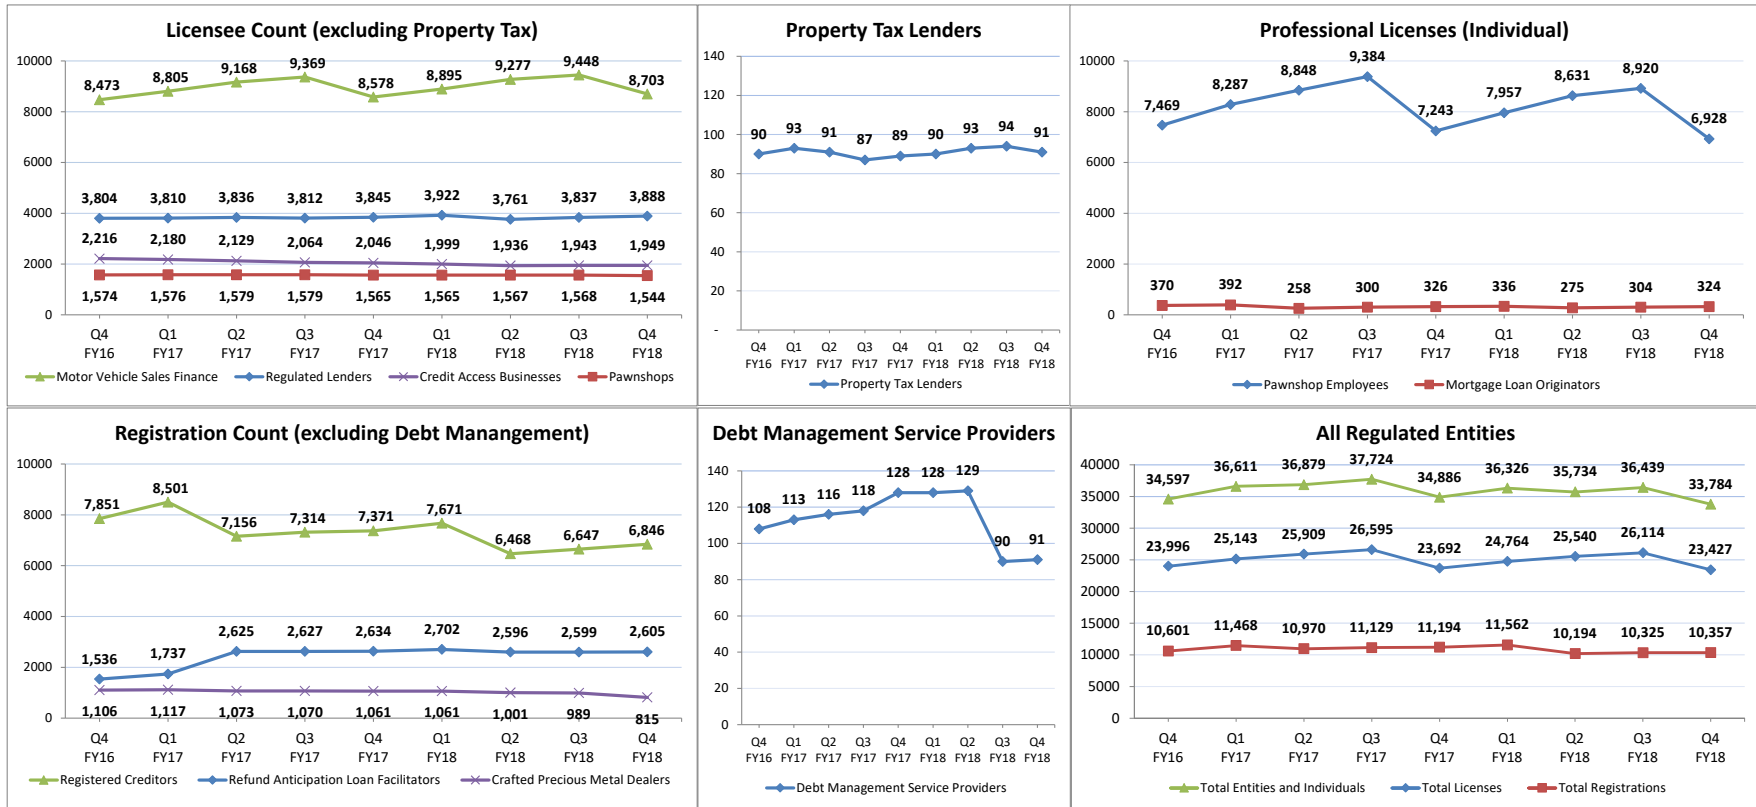 Licensee Count (excluding Property Tax)
10000
8000
6000
4000
2000
0
8,473 8,805 9,168 9,369 8,578 8,895 9,277 9,448 8,703
3,804 3,810 3,836 3,812 3,845 3,922 3,761 3,837 3,888
2,216 2,180 2,129 2,064 2,046 1,999 1,936 1,943 1,949
1,574 1,576 1,579 1,579 1,565 1,565 1,567 1,568 1,544
Q4 Q1 Q2 Q3 Q4 Q1 Q2 Q3 Q4
FY16 FY17 FY17 FY17 FY17 FY18 FY18 FY18 FY18
Motor Vehicle Sales Finance Regulated Lenders Credit Access Businesses Pawnshops
Property Tax Lenders
140
120
100
80
60
40
20
-
90 93 91 87 89 90 93 94 91
Q4 Q1 Q2 Q3 Q4 Q1 Q2 Q3 Q4
FY16 FY17 FY17 FY17 FY17 FY18 FY18 FY18 FY18
Property Tax Lenders
Professional Licenses (Individual)
10000
8000
6000
4000
2000
0
7,469 8,287 8,848 9,384 7,243 7,957 8,631 8,920 6,928
370 392 258 300 326 336 275 304 324
Q4 Q1 Q2 Q3 Q4 Q1 Q2 Q3 Q4
FY16 FY17 FY17 FY17 FY17 FY18 FY18 FY18 FY18
Pawnshop Employees Mortgage Loan Originators
Registration Count (excluding Debt Manangement)
10000
8000
6000
4000
2000
0
7,851 8,501 7,156 7,314 7,371 7,671 6,468 6,647 6,846
1,536 1,737 2,625 2,627 2,634 2,702 2,596 2,599 2,605
1,106 1,117 1,073 1,070 1,061 1,061 1,001 989 815
Q4 Q1 Q2 Q3 Q4 Q1 Q2 Q3 Q4
FY16 FY17 FY17 FY17 FY17 FY18 FY18 FY18 FY18
Registered Creditors Refund Anticipation Loan Facilitators Crafted Precious Metal Dealers
Debt Management Service Providers
140
120
100
80
60
40
20
0
108 113 116 118 128 128 129 90 91
Q4 Q1 Q2 Q3 Q4 Q1 Q2 Q3 Q4
FY16 FY17 FY17 FY17 FY17 FY18 FY18 FY18 FY18
Debt Management Service Providers
All Regulated Entities
40000
35000
30000
25000
20000
15000
10000
5000
0
34,597 36,611 36,879 37,724 34,886 36,326 35,734 36,439 33,784
23,996 25,143 25,909 26,595 23,692 24,764 25,540 26,114 23,427
10,601 11,468 10,970 11,129 11,194 11,562 10,194 10,325 10,357
Q4 Q1 Q2 Q3 Q4 Q1 Q2 Q3 Q4
FY16 FY17 FY17 FY17 FY17 FY18 FY18 FY18 FY18
Total Entities and Individuals Total Licenses Total Registrations